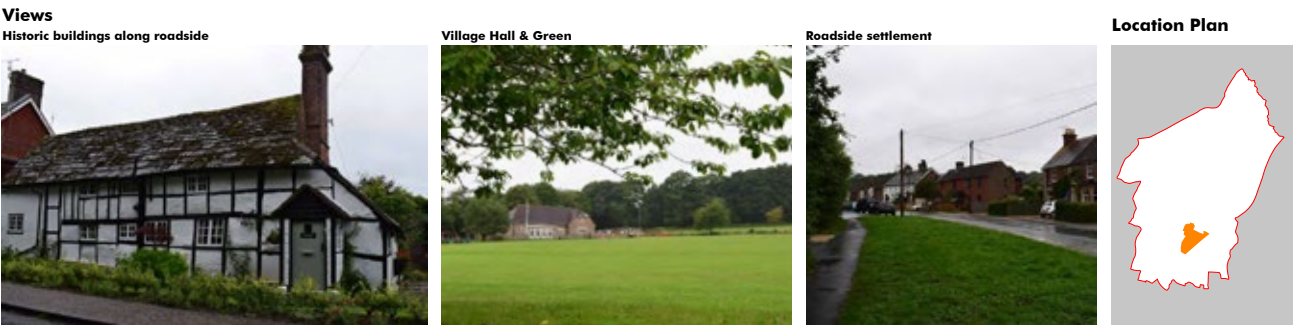 Views
Historic buildings along roadside
Village Hall & Green
Roadside settlement
Location Plan